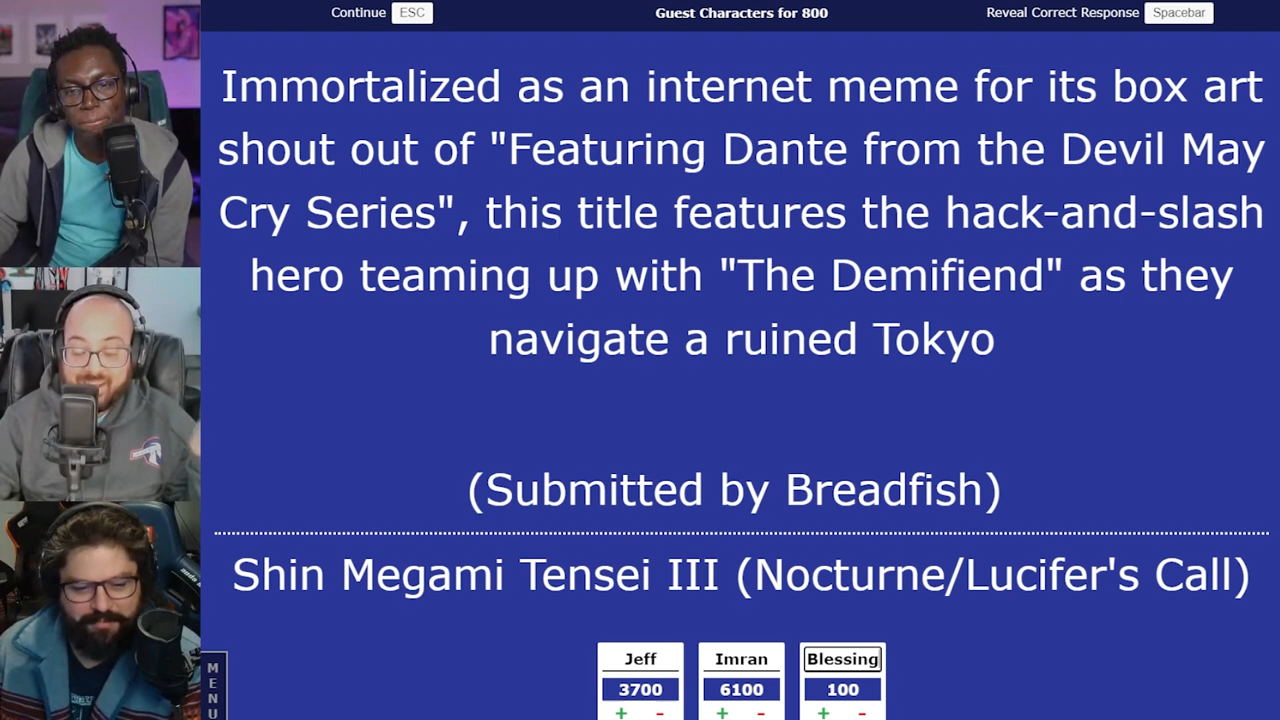 Continue ESC Guest Characters for 800 Reveal Correct Response Spacebar
Immortalized as an internet meme for its box art
shout out of "Featuring Dante from the Devil May
Cry Series", this title features the hack-and-slash
hero teaming up with "The Demifiend" as they
navigate a ruined Tokyo
(Submitted by Breadfish)
Shin Megami Tensei III (Nocturne/Lucifer's Call)
MENU
Jeff Imran Blessing
3700 6100 100
+ - + - + -